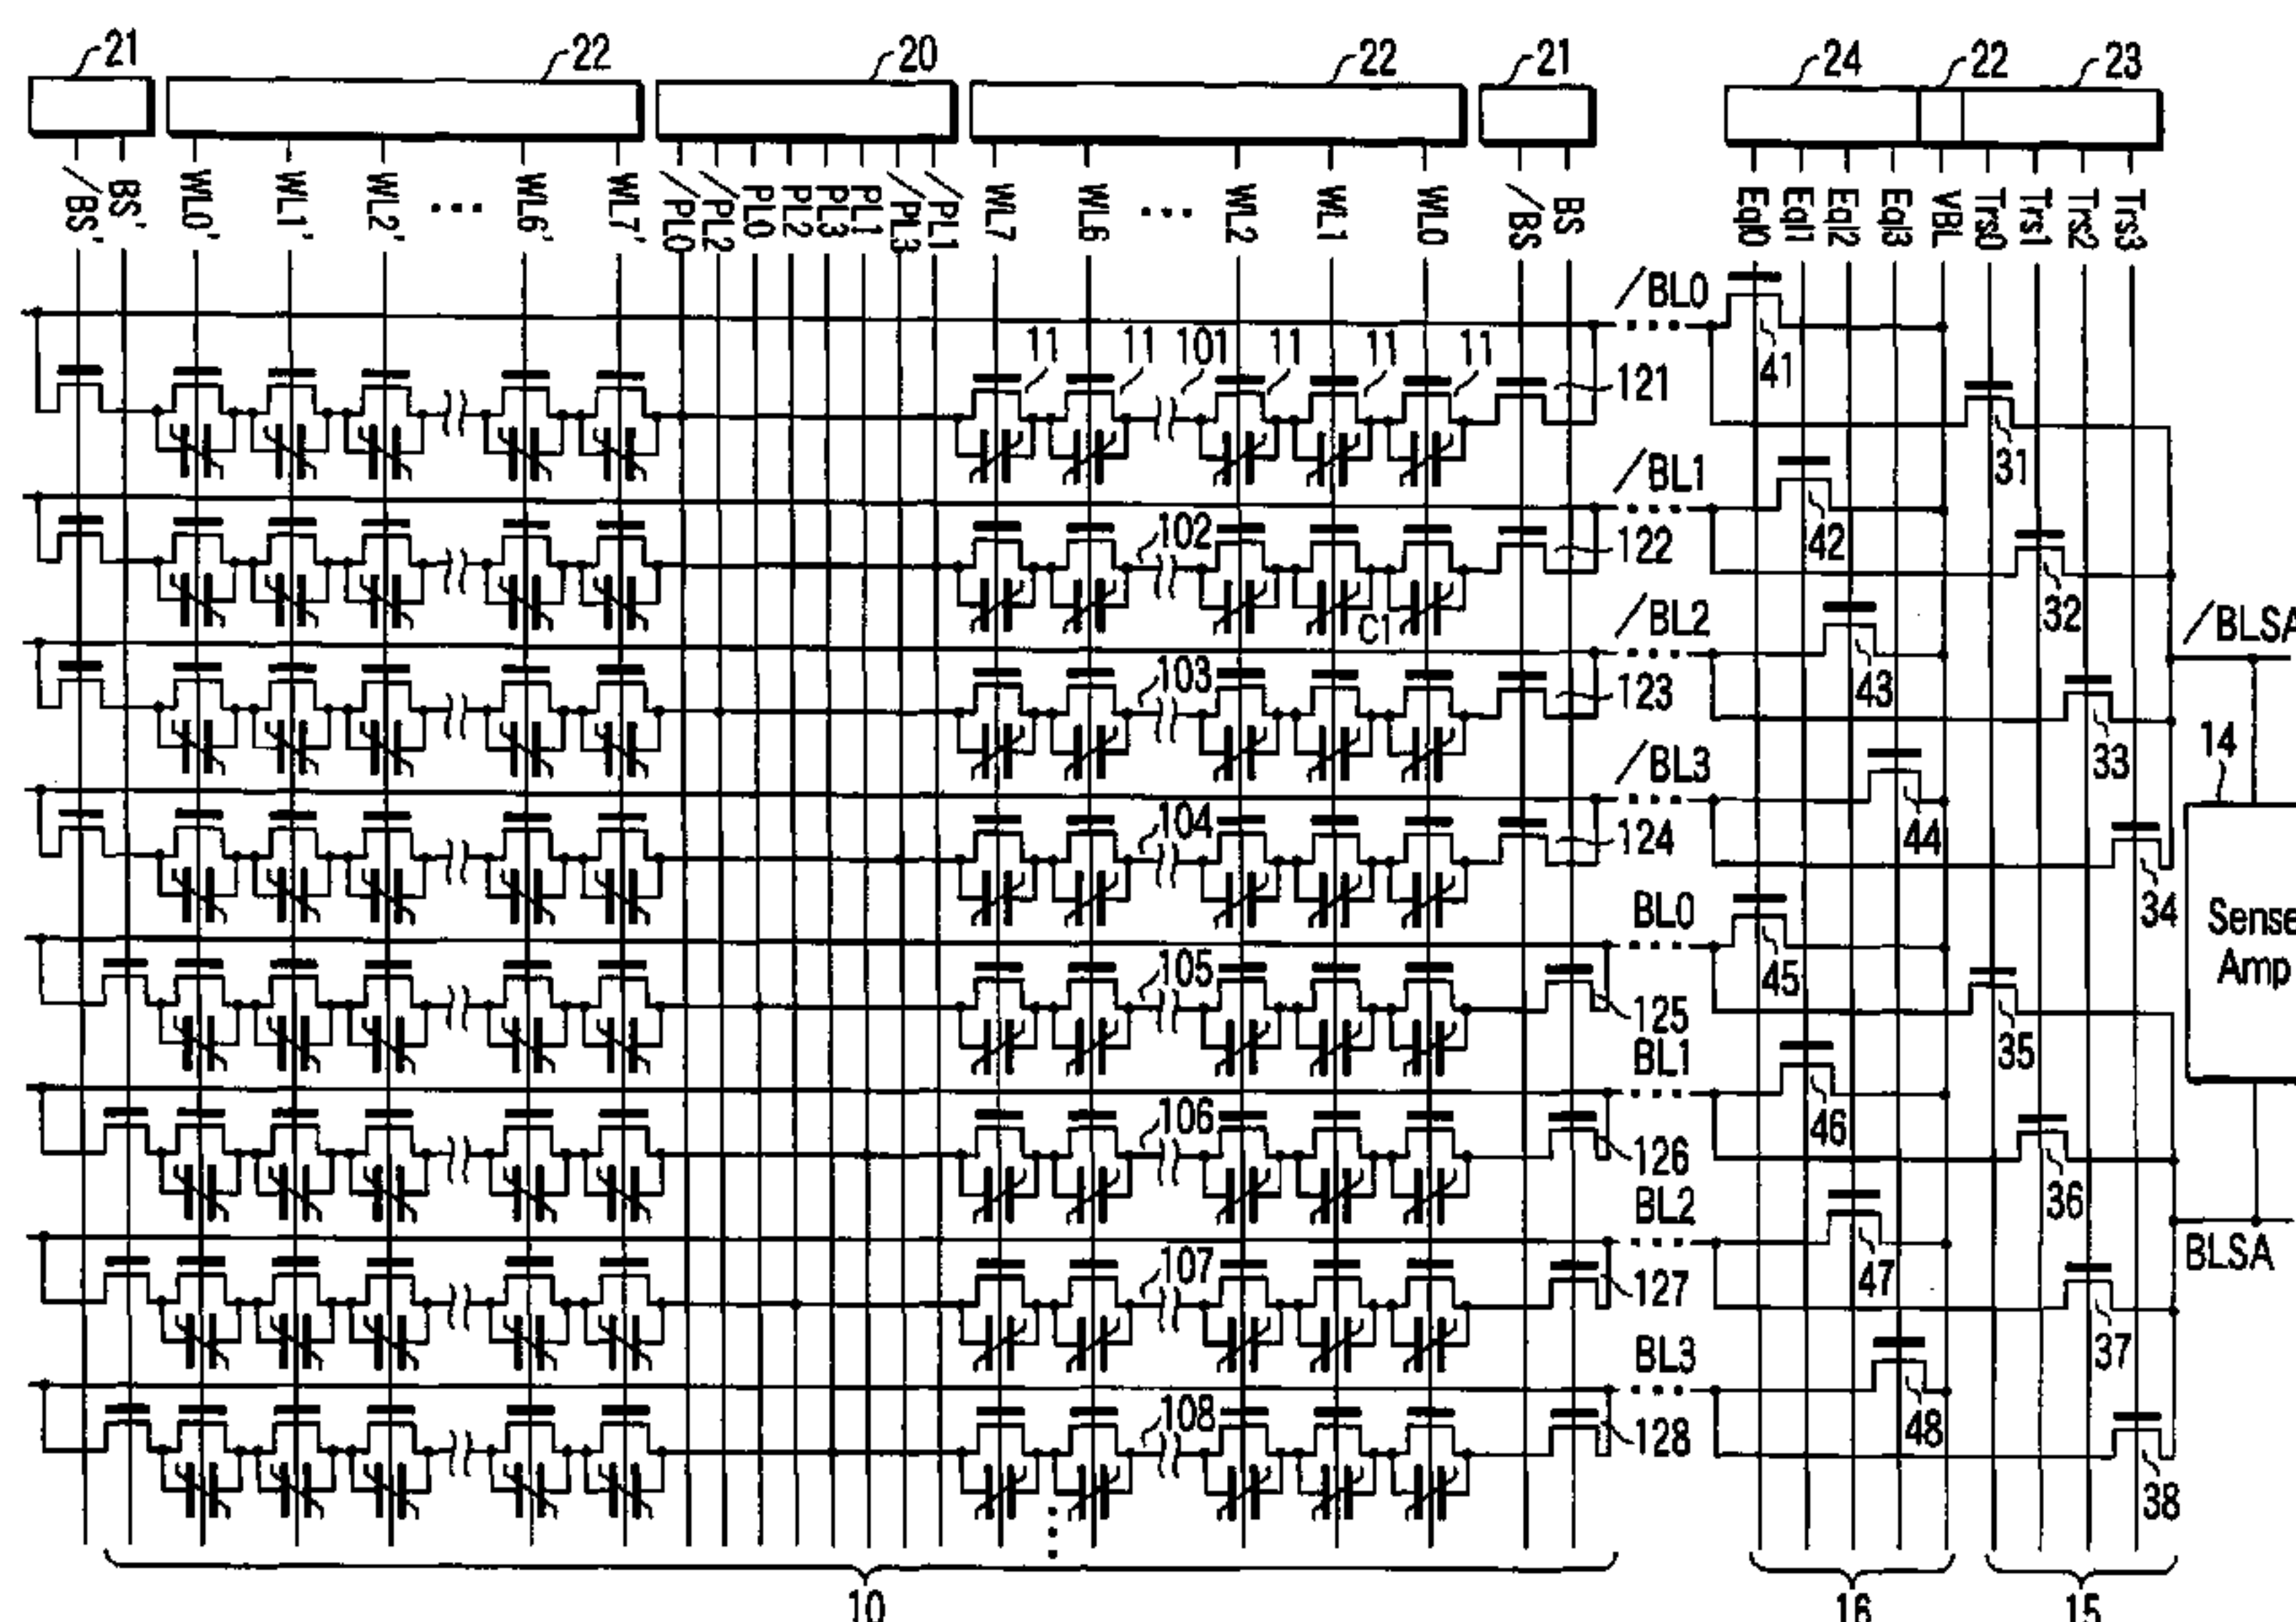 21 22 20 22 21 24 22 23
/BS' BS' WL0' WL1' WL2' ... WL6' WL7' /PL0 /PL2 PL0 PL2 PL3 PL1 /PL3 /PL1 WL7 WL6 ... WL2 WL1 WL0 /BS BS Eql0 Eql1 Eql2 Eql3 VBL Trs0 Trs1 Trs2 Trs3
/BL0
11 11 101 11 11 11 121 41
31
/BL1
102 122 42
32
C1
/BL2
/BLSA
103 123 43
33
14
/BL3
104 124 44
34
BL0
Sense
Amp
105 125 45
35
BL1
106 126 46
36
BL2
BLSA
107 127 47
37
BL3
108 128 48
38
10 16 15